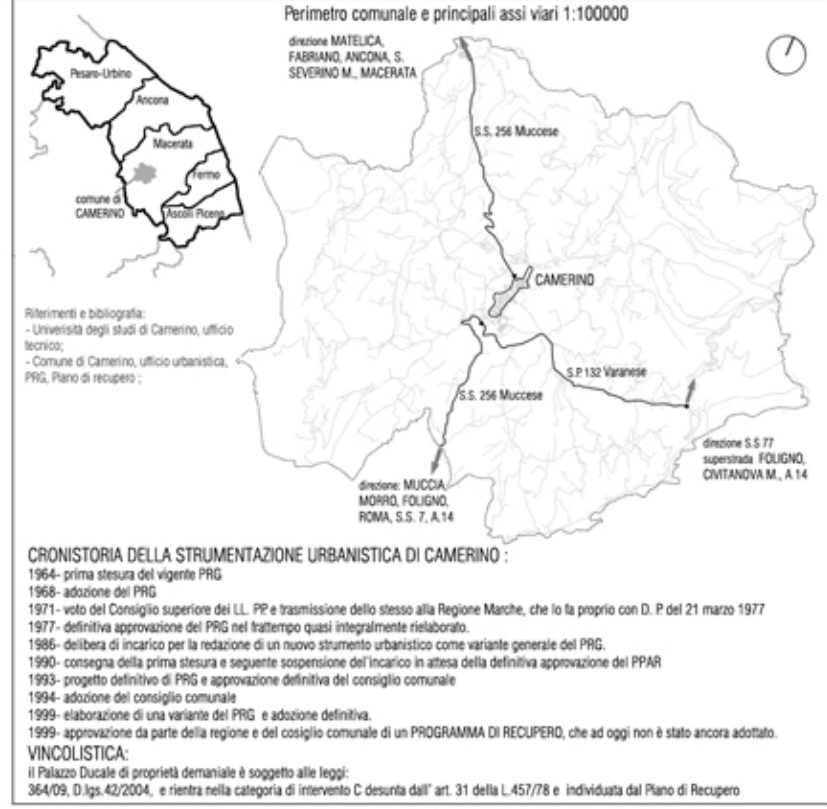 Perimetro comunale e principali assi viari 1:100000
direzione MATELICA,
FABRIANO, ANCONA, S.
SEVERINO M., MACERATA
Pesaro-Urbino
Ancona
Macerata
Fermo
Ascoli Piceno
comune di
CAMERINO
S.S. 256 Muccese
CAMERINO
S.P. 132 Varanese
S.S. 256 Muccese
direzione S.S 77
superstrada FOLIGNO,
CIVITANOVA M., A 14
direzione: MUCCIA,
MORRO, FOLIGNO,
ROMA, S.S. 7, A.14
Riferimenti e bibliografia:
- Univerisità degli studi di Camerino, ufficio
tecnico;
- Comune di Camerino, ufficio urbanistica,
PRG, Piano di recupero ;
CRONISTORIA DELLA STRUMENTAZIONE URBANISTICA DI CAMERINO :
1964- prima stesura del vigente PRG
1968- adozione del PRG
1971- voto del Consiglio superiore dei LL. PP. e trasmissione dello stesso alla Regione Marche, che lo fa proprio con D. P. del 21 marzo 1977
1977- definitiva approvazione del PRG nel frattempo quasi integralmente rielaborato.
1986- delibera di incarico per la redazione di un nuovo strumento urbanistico come variante generale del PRG.
1990- consegna della prima stesura e seguente sospensione del'incarico in attesa della definitiva approvazione del PPAR
1993- progetto definitivo di PRG e approvazione definitiva del consiglio comunale
1994- adozione del consiglio comunale
1999- elaborazione di una variante del PRG e adozione definitiva.
1999- approvazione da parte della regione e del cosiglio comunale di un PROGRAMMA DI RECUPERO, che ad oggi non è stato ancora adottato.
VINCOLISTICA:
il Palazzo Ducale di proprietà demaniale è soggetto alle leggi:
364/09, D.lgs.42/2004, e rientra nella categoria di intervento C desunta dall' art. 31 della L.457/78 e individuata dal Piano di Recupero